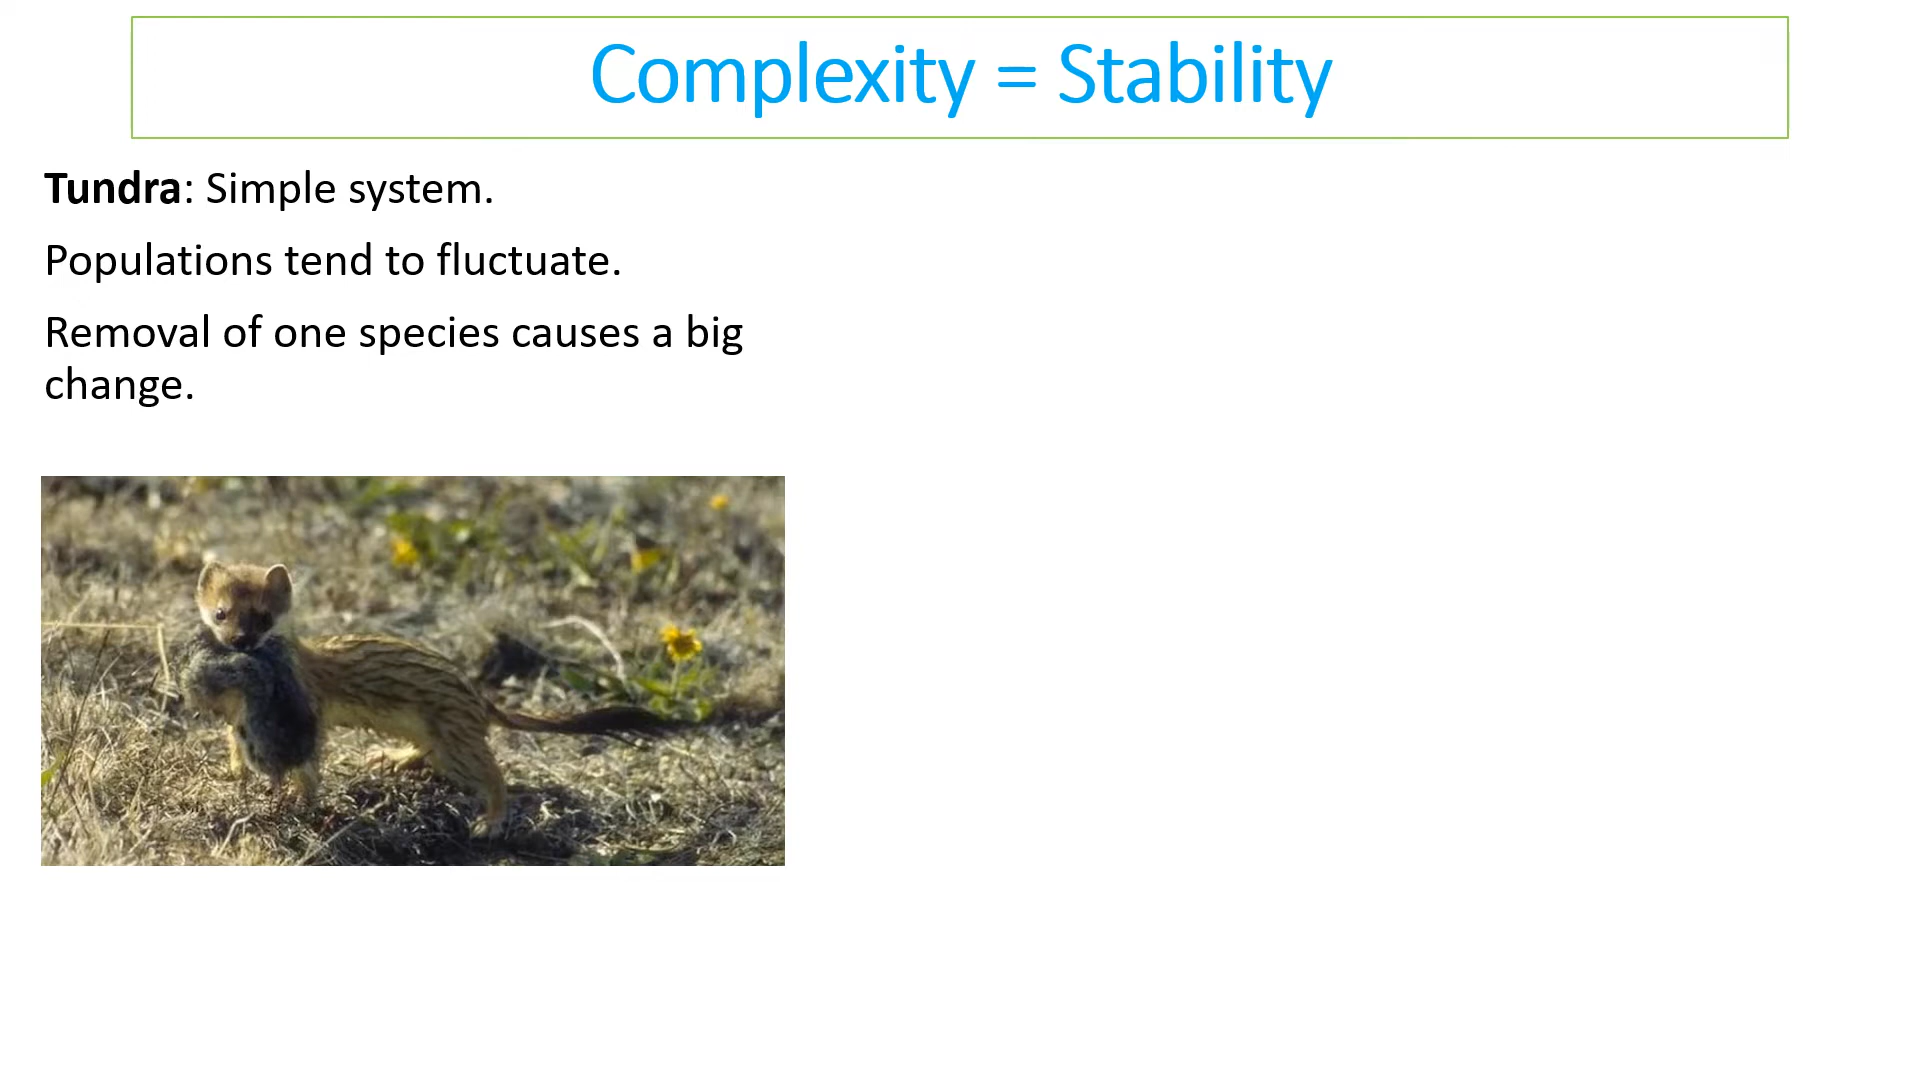 Complexity = Stability
Tundra: Simple system.
Populations tend to fluctuate.
Removal of one species causes a big
change.